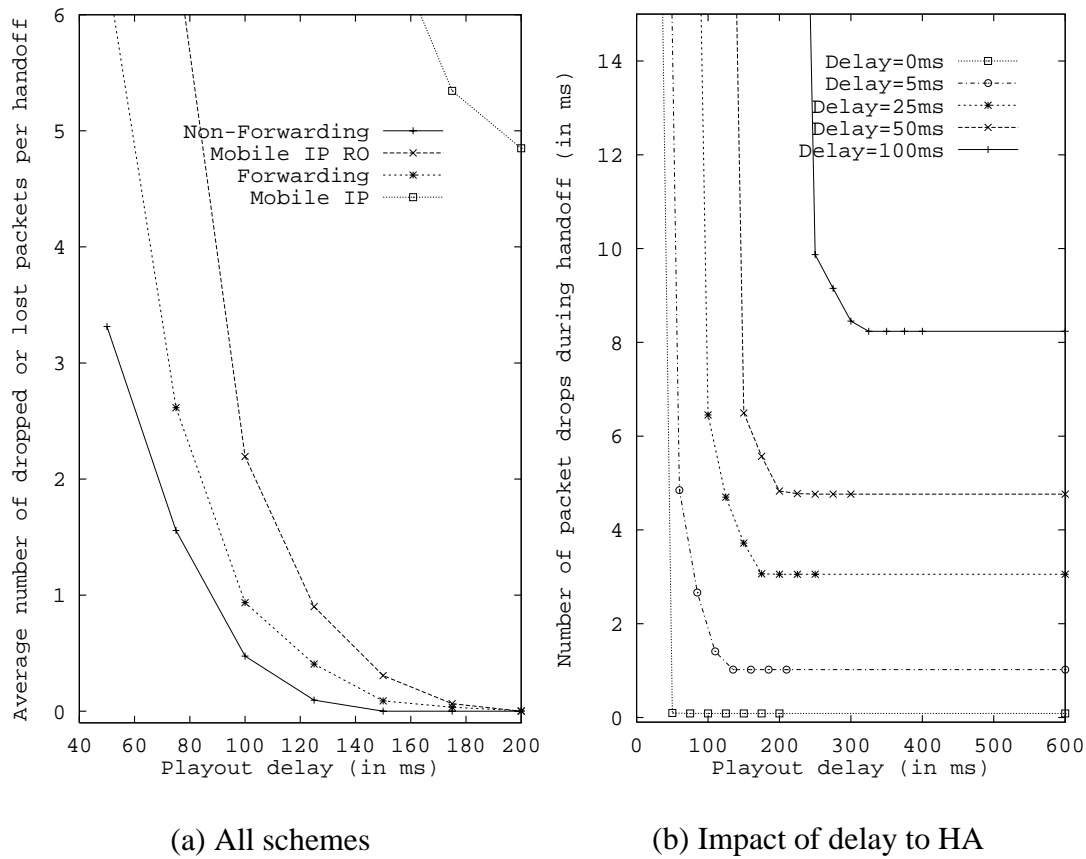 Average number of dropped or lost packets per handoff
6
5
4
3
2
1
0
Non-Forwarding
Mobile IP RO
Forwarding
Mobile IP
40 60 80 100 120 140 160 180 200
Playout delay (in ms)
(a) All schemes
Number of packet drops during handoff (in ms)
14
12
10
8
6
4
2
0
Delay=0ms
Delay=5ms
Delay=25ms
Delay=50ms
Delay=100ms
0 100 200 300 400 500 600
Playout delay (in ms)
(b) Impact of delay to HA